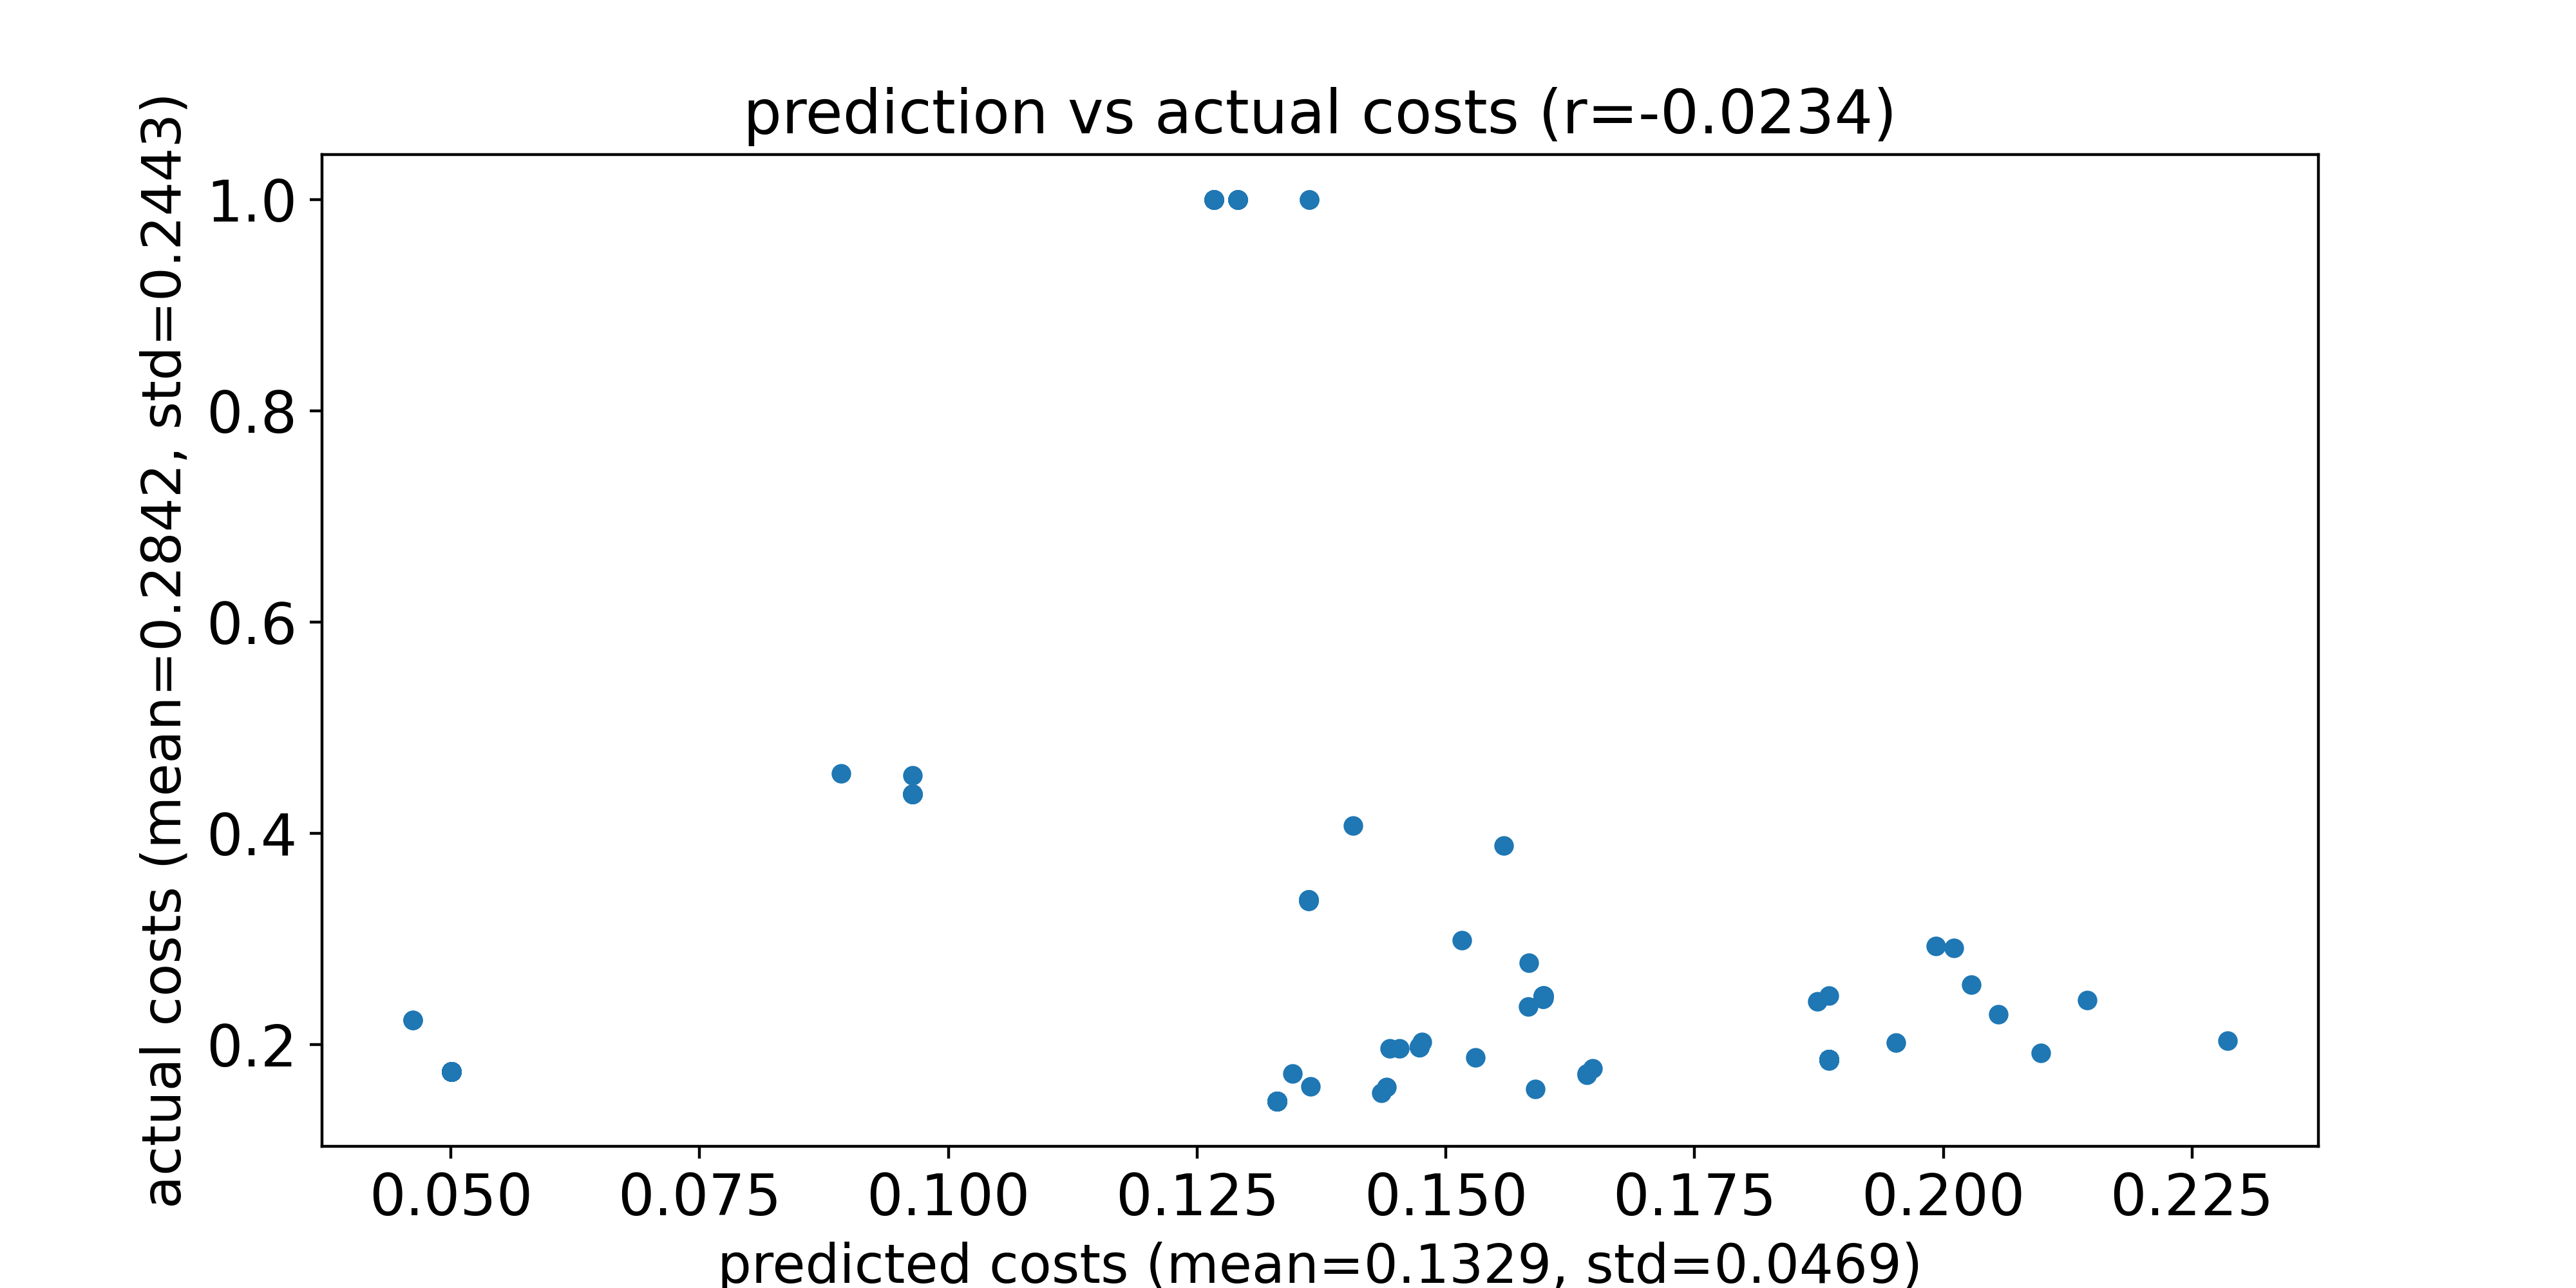 prediction vs actual costs (r=-0.0234)
actual costs (mean=0.2842, std=0.2443)
1.0
0.8
0.6
0.4
0.2
0.050 0.075 0.100 0.125 0.150 0.175 0.200 0.225
predicted costs (mean=0.1329, std=0.0469)